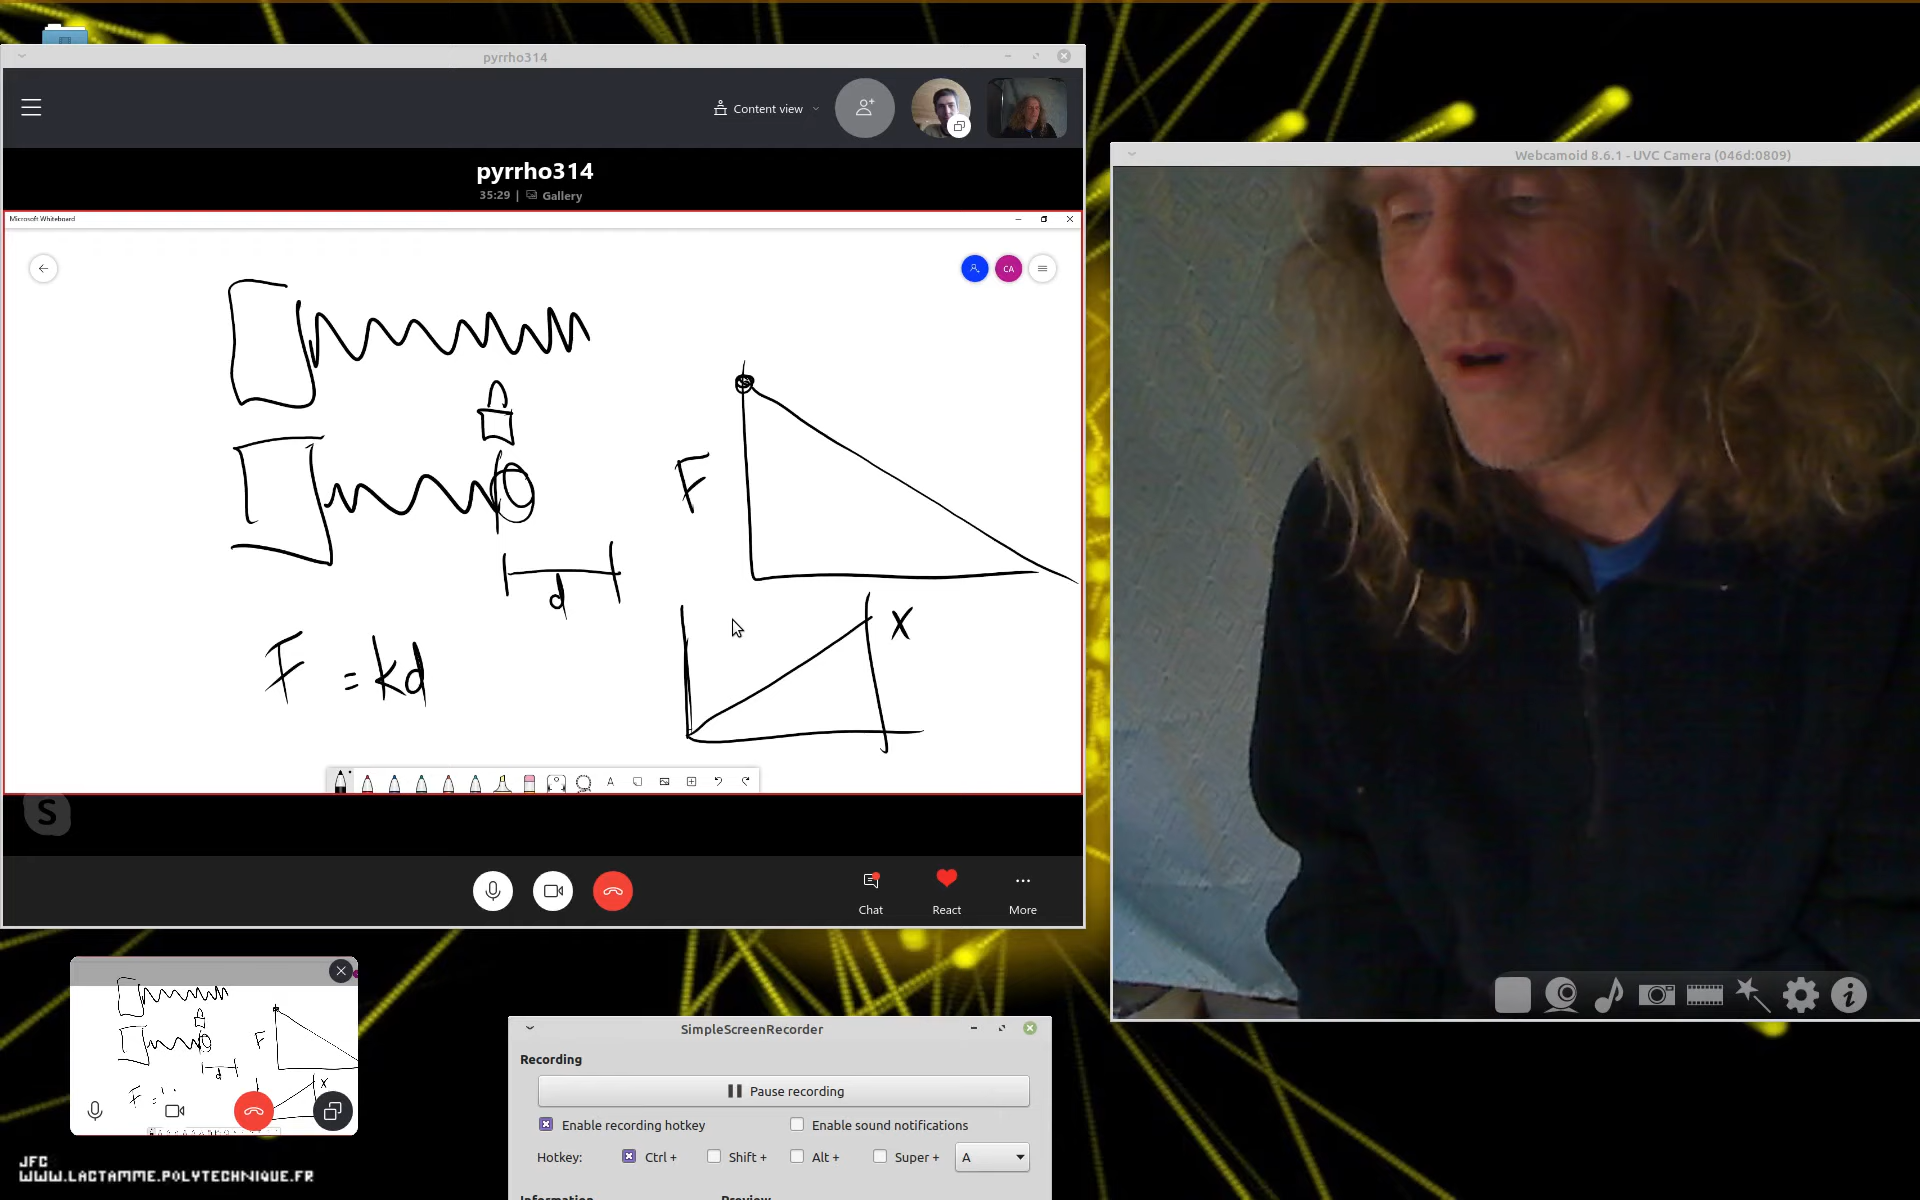 pyrrho314
Content view
pyrrho314
35:29 | Gallery
Microsoft Whiteboard
CA
F
d
X
F = kd
A
S
Chat
React
More
Webcamoid 8.6.1 - UVC Camera (046d:0809)
F
d
X
F =
SimpleScreenRecorder
Recording
Pause recording
Enable recording hotkey
Enable sound notifications
Hotkey:
Ctrl +
Shift +
Alt +
Super +
A
Information
Preview
JFC
WWW.LACTAMME.POLYTECHNIQUE.FR